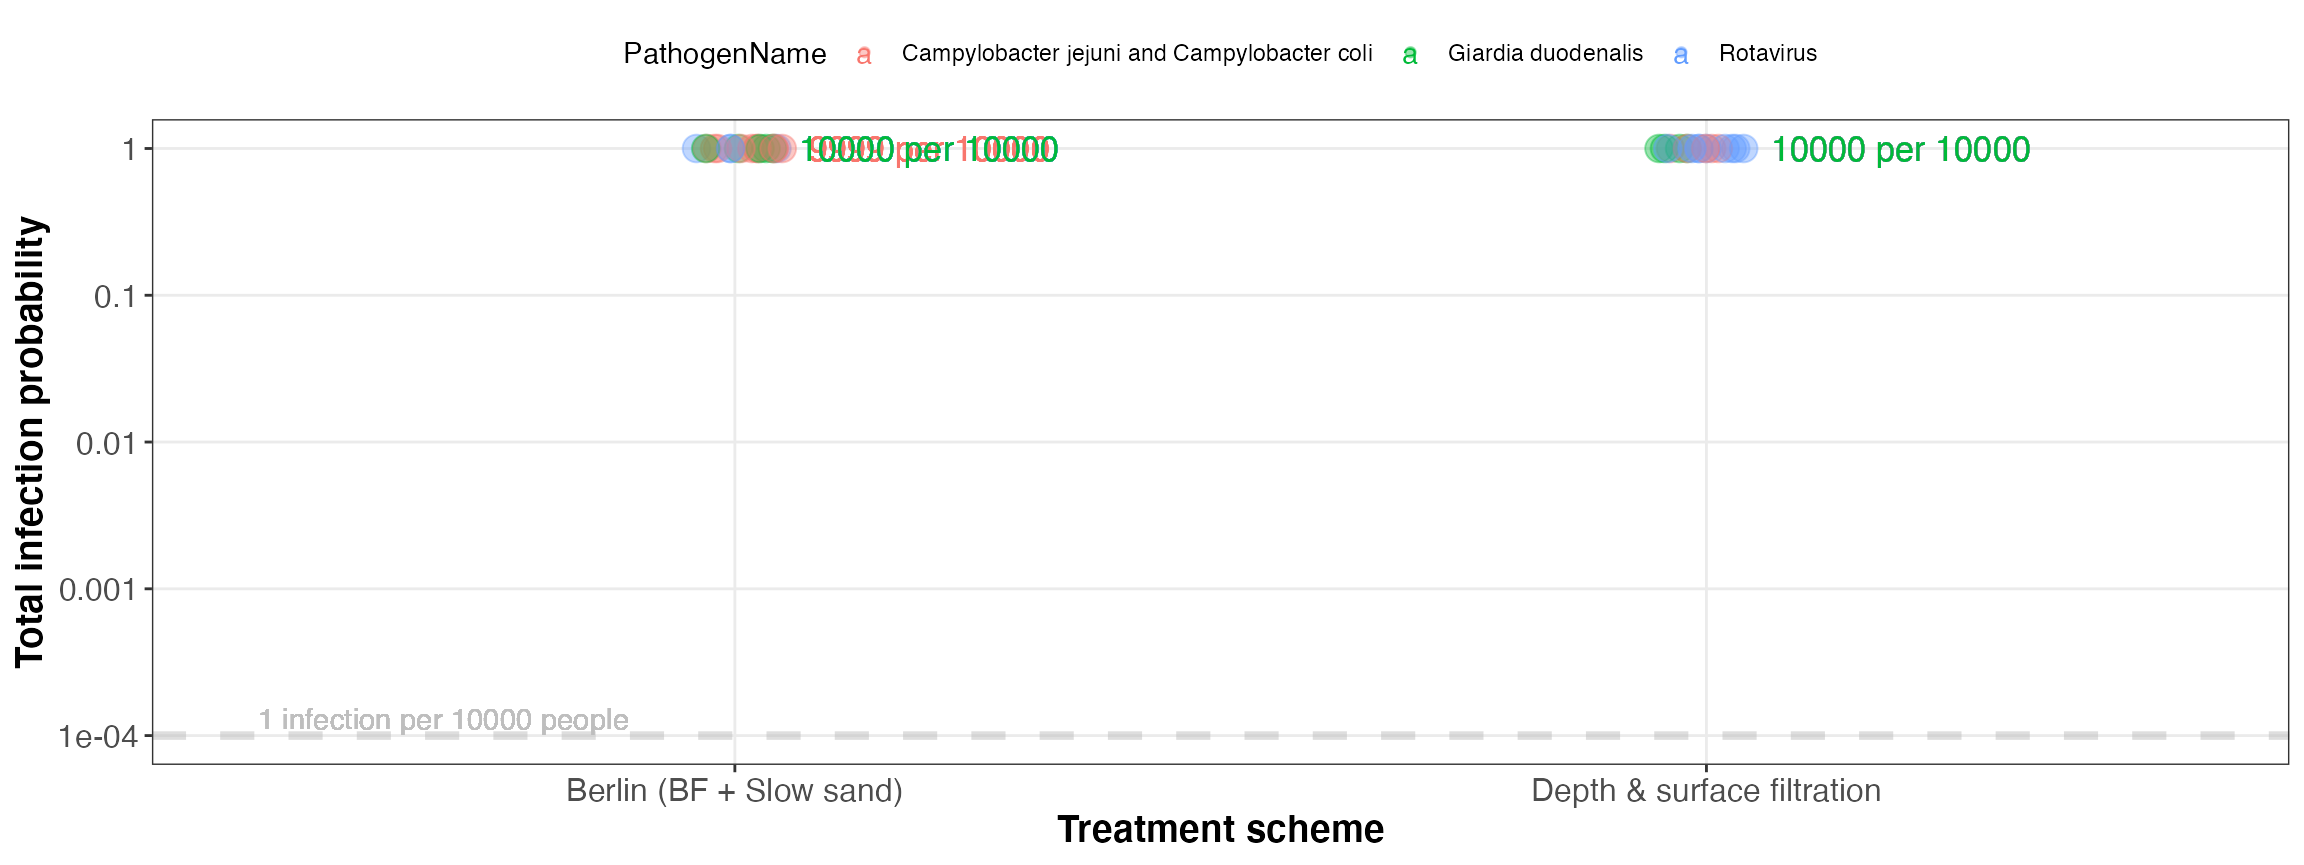 PathogenName a Campylobacter jejuni and Campylobacter coli a Giardia duodenalis a Rotavirus
Total infection probability
1
10000 per 10000
10000 per 10000
0.1
0.01
0.001
1 infection per 10000 people
1e-04
Berlin (BF + Slow sand)
Depth & surface filtration
Treatment scheme